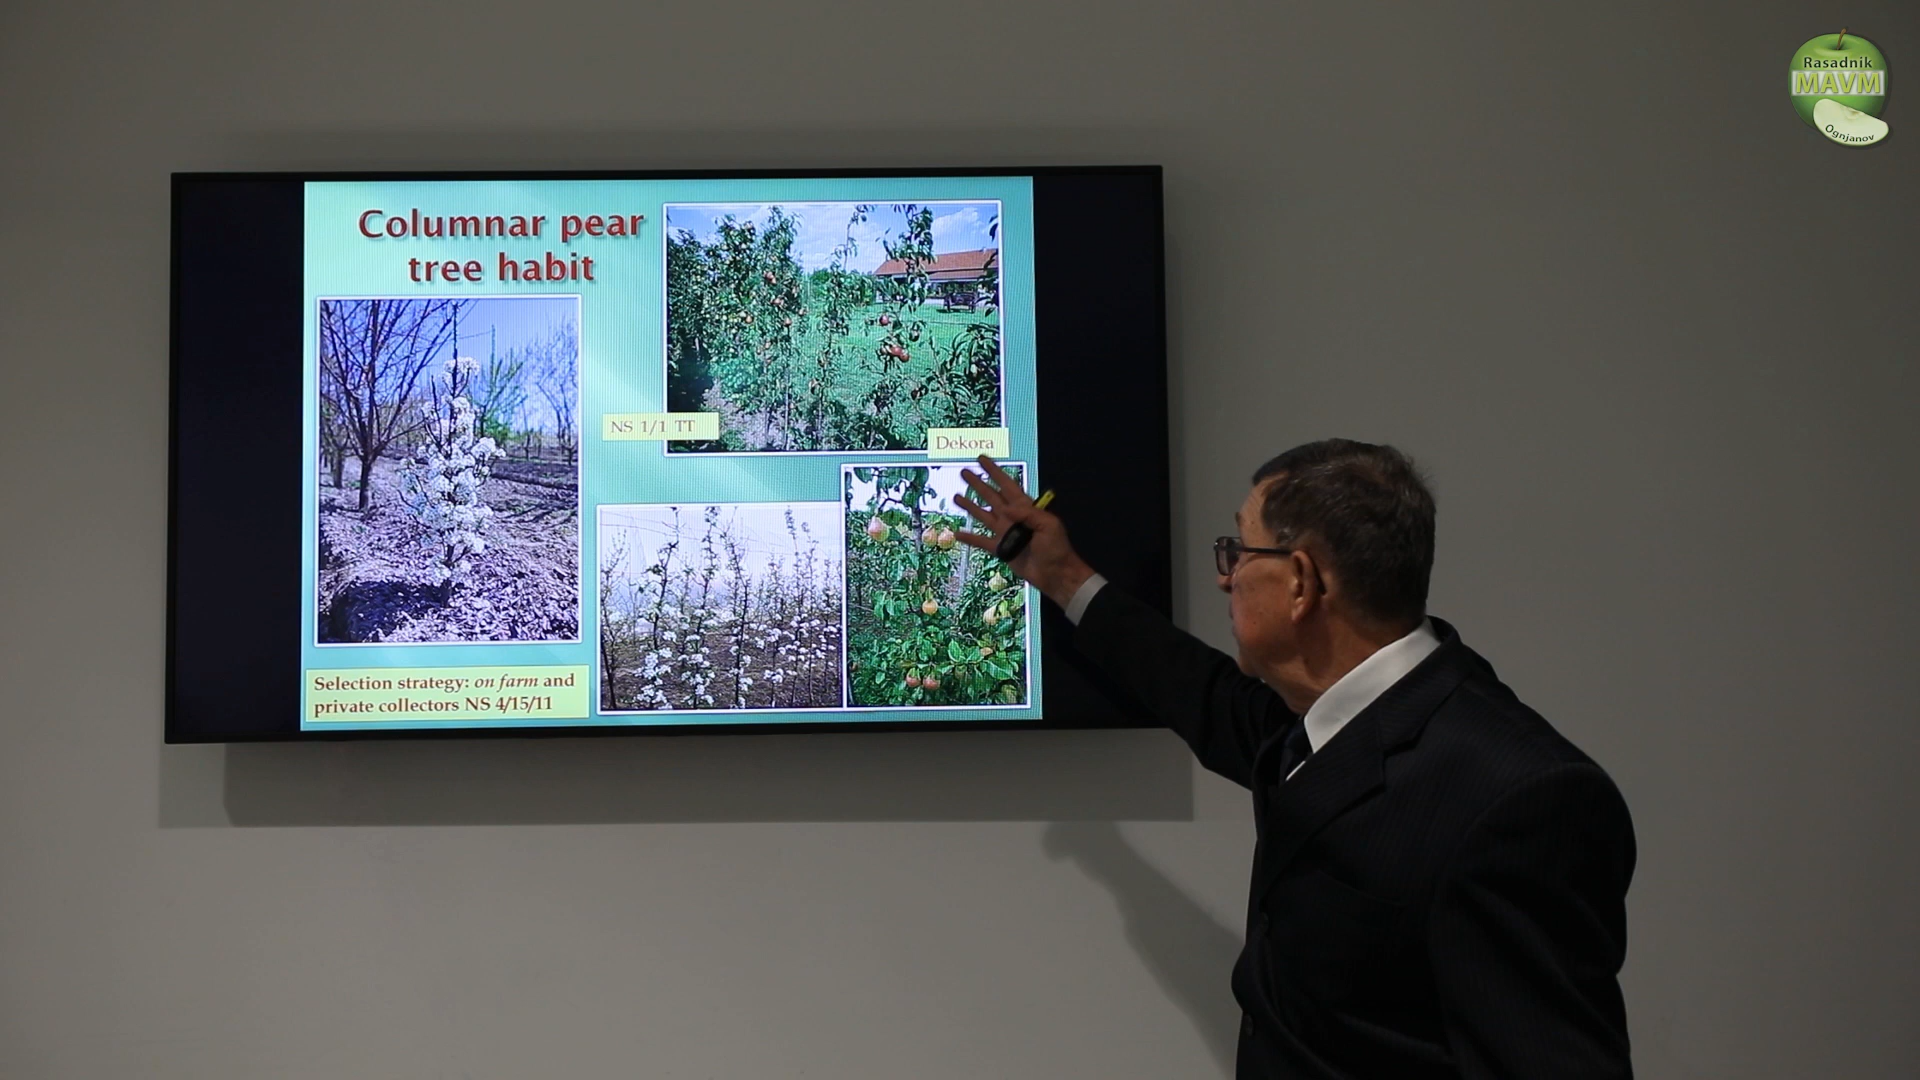 Rasadnik
MAVM
Ognjanov
Columnar pear
tree habit
NS 1/1 TT
Dekora
Selection strategy: on farm and
private collectors NS 4/15/11